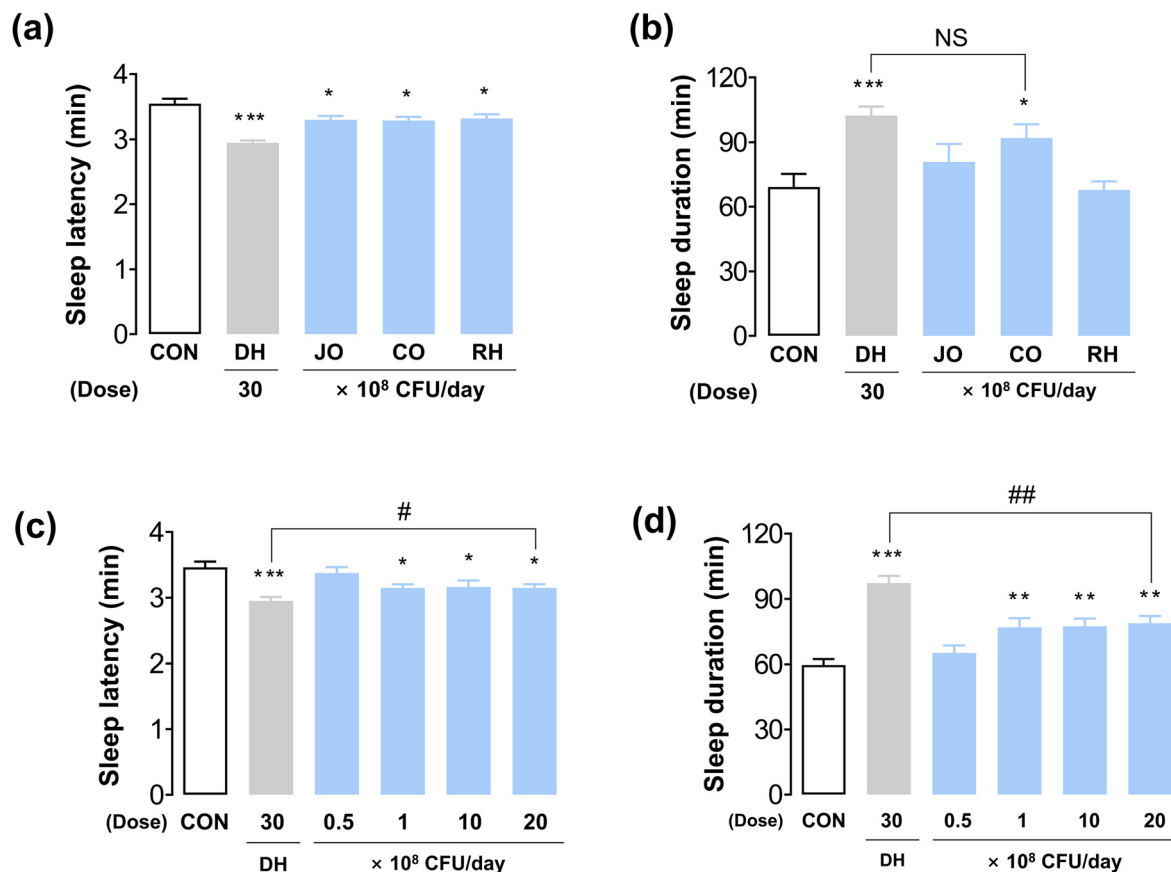 (a)
Sleep latency (min)
4
3
2
1
0
***
*
*
*
CON DH JO CO RH
(Dose) 30 × 10⁸ CFU/day
(b)
Sleep duration (min)
120
90
60
30
0
NS
***
*
CON DH JO CO RH
(Dose) 30 × 10⁸ CFU/day
(c)
Sleep latency (min)
4
3
2
1
0
#
***
*
*
*
(Dose) CON 30 0.5 1 10 20
DH × 10⁸ CFU/day
(d)
Sleep duration (min)
120
90
60
30
0
##
***
**
**
**
(Dose) CON 30 0.5 1 10 20
DH × 10⁸ CFU/day